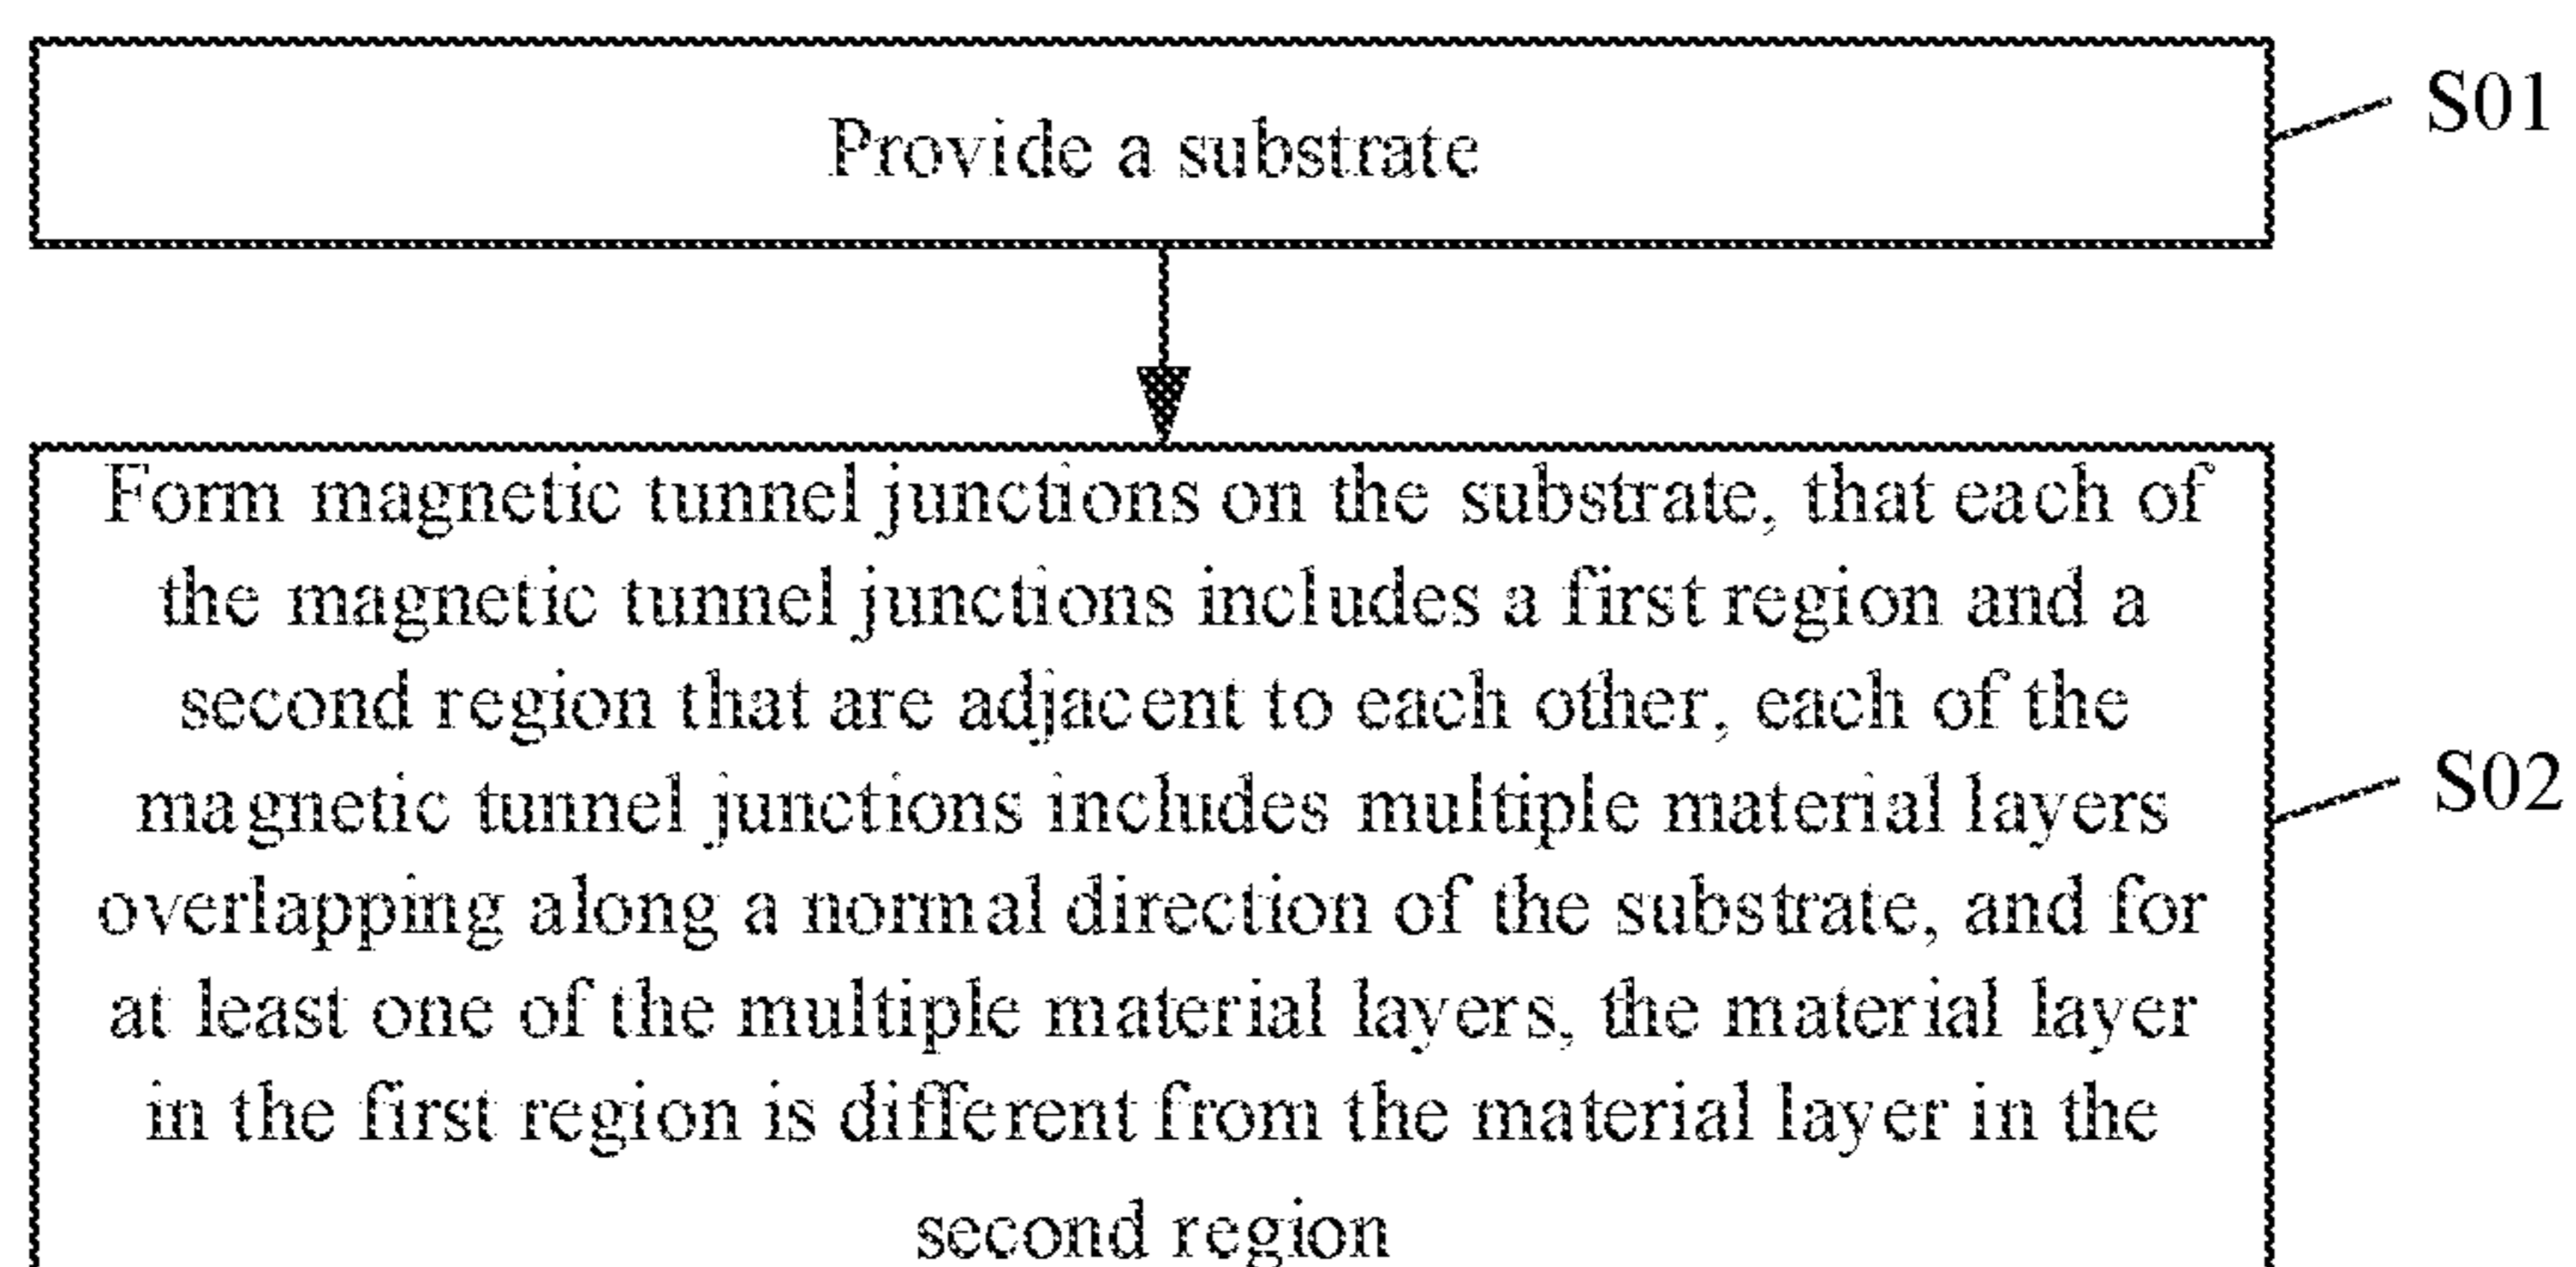 Provide a substrate
S01
Form magnetic tunnel junctions on the substrate, that each of
the magnetic tunnel junctions includes a first region and a
second region that are adjacent to each other, each of the
magnetic tunnel junctions includes multiple material layers
overlapping along a normal direction of the substrate, and for
at least one of the multiple material layers, the material layer
in the first region is different from the material layer in the
second region
S02